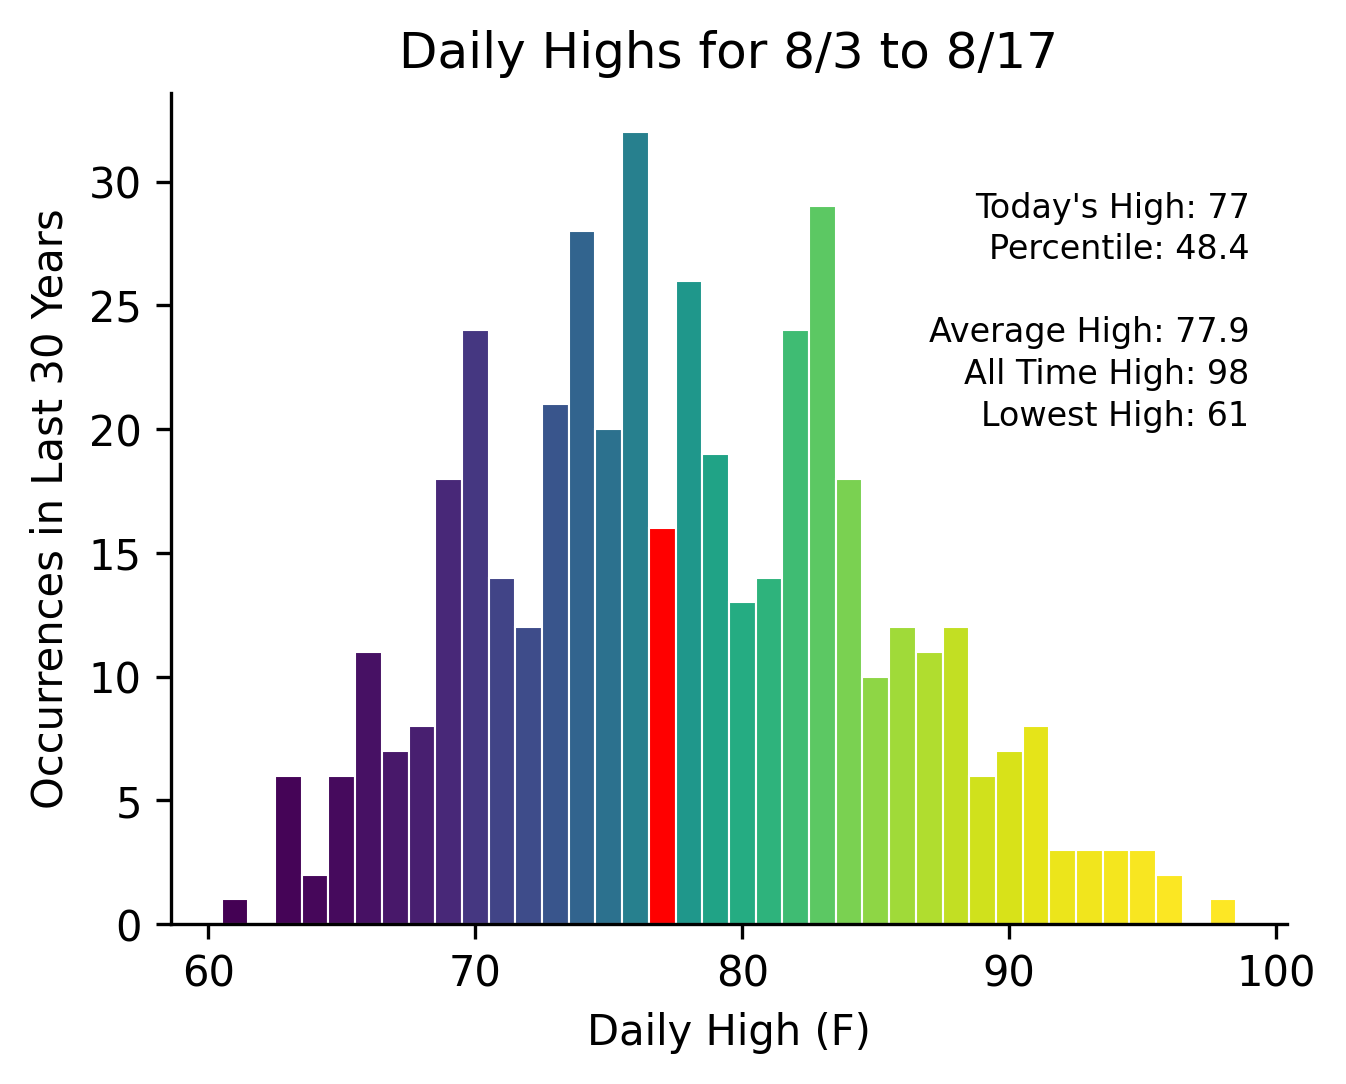 Daily Highs for 8/3 to 8/17
Occurrences in Last 30 Years
30
25
20
15
10
5
0
Today's High: 77
Percentile: 48.4
Average High: 77.9
All Time High: 98
Lowest High: 61
60 70 80 90 100
Daily High (F)